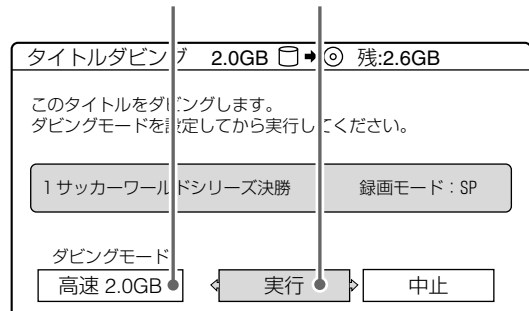 タイトルダビング 2.0GB 残:2.6GB
このタイトルをダビングします。
ダビングモードを設定してから実行してください。
1 サッカーワールドシリーズ決勝 録画モード：SP
ダビングモード
高速 2.0GB 実行 中止